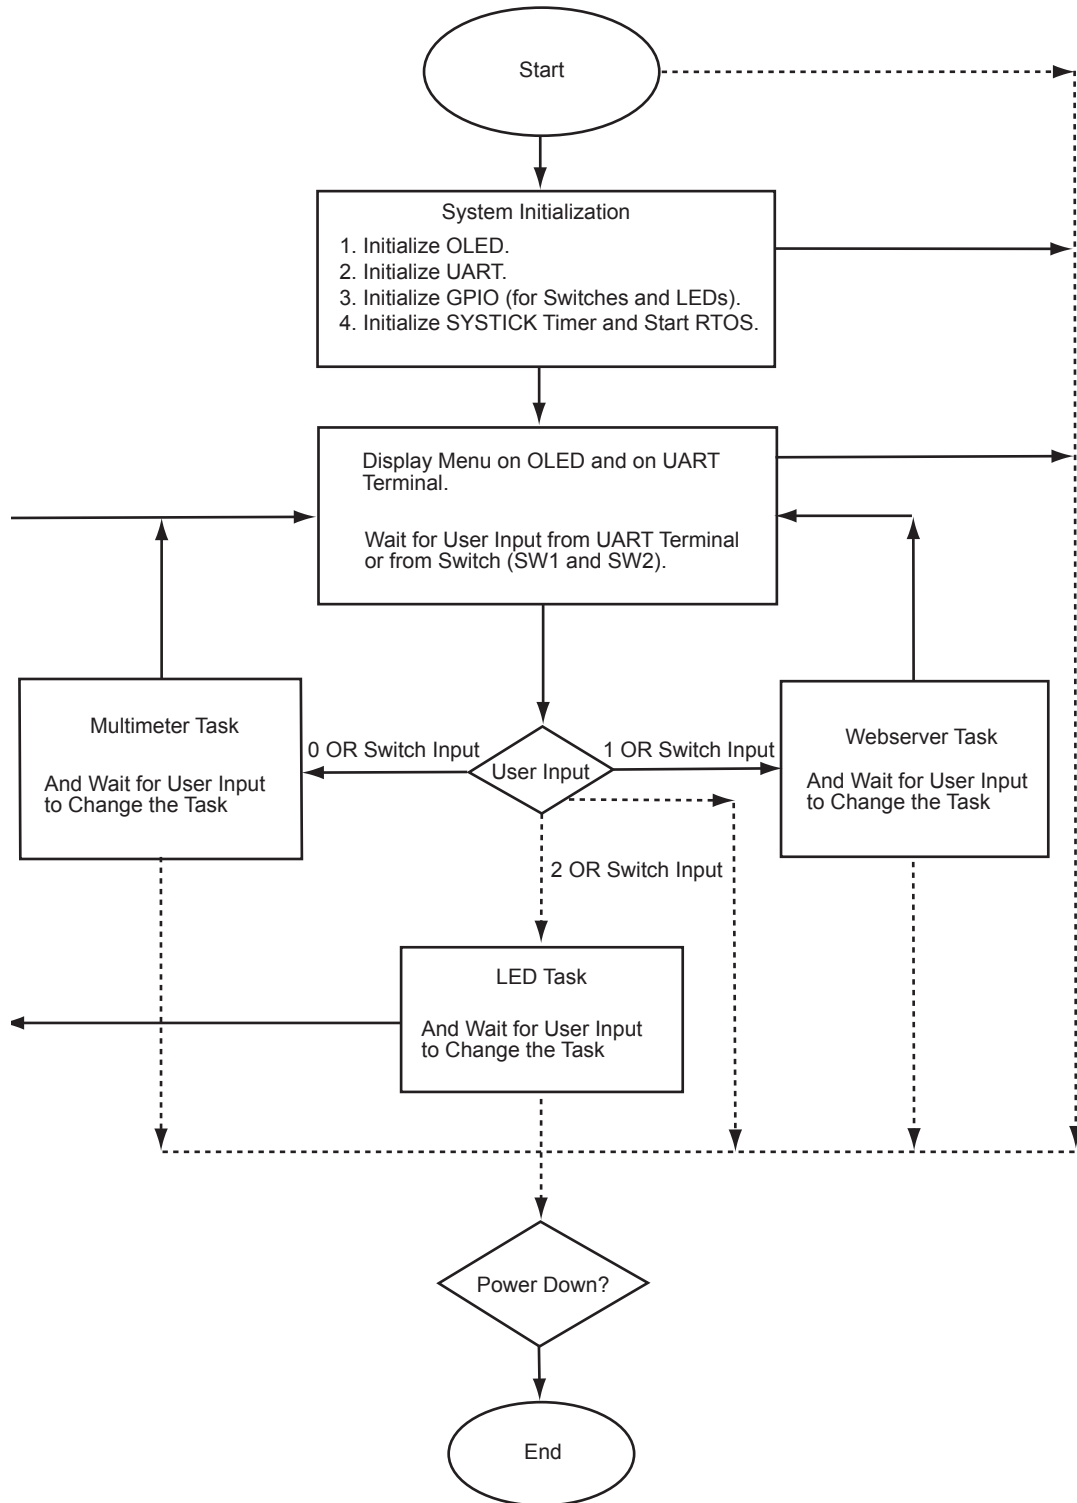 Start
System Initialization
1. Initialize OLED.
2. Initialize UART.
3. Initialize GPIO (for Switches and LEDs).
4. Initialize SYSTICK Timer and Start RTOS.
Display Menu on OLED and on UART
Terminal.
Wait for User Input from UART Terminal
or from Switch (SW1 and SW2).
Multimeter Task
And Wait for User Input
to Change the Task
0 OR Switch Input
User Input
1 OR Switch Input
Webserver Task
And Wait for User Input
to Change the Task
2 OR Switch Input
LED Task
And Wait for User Input
to Change the Task
Power Down?
End